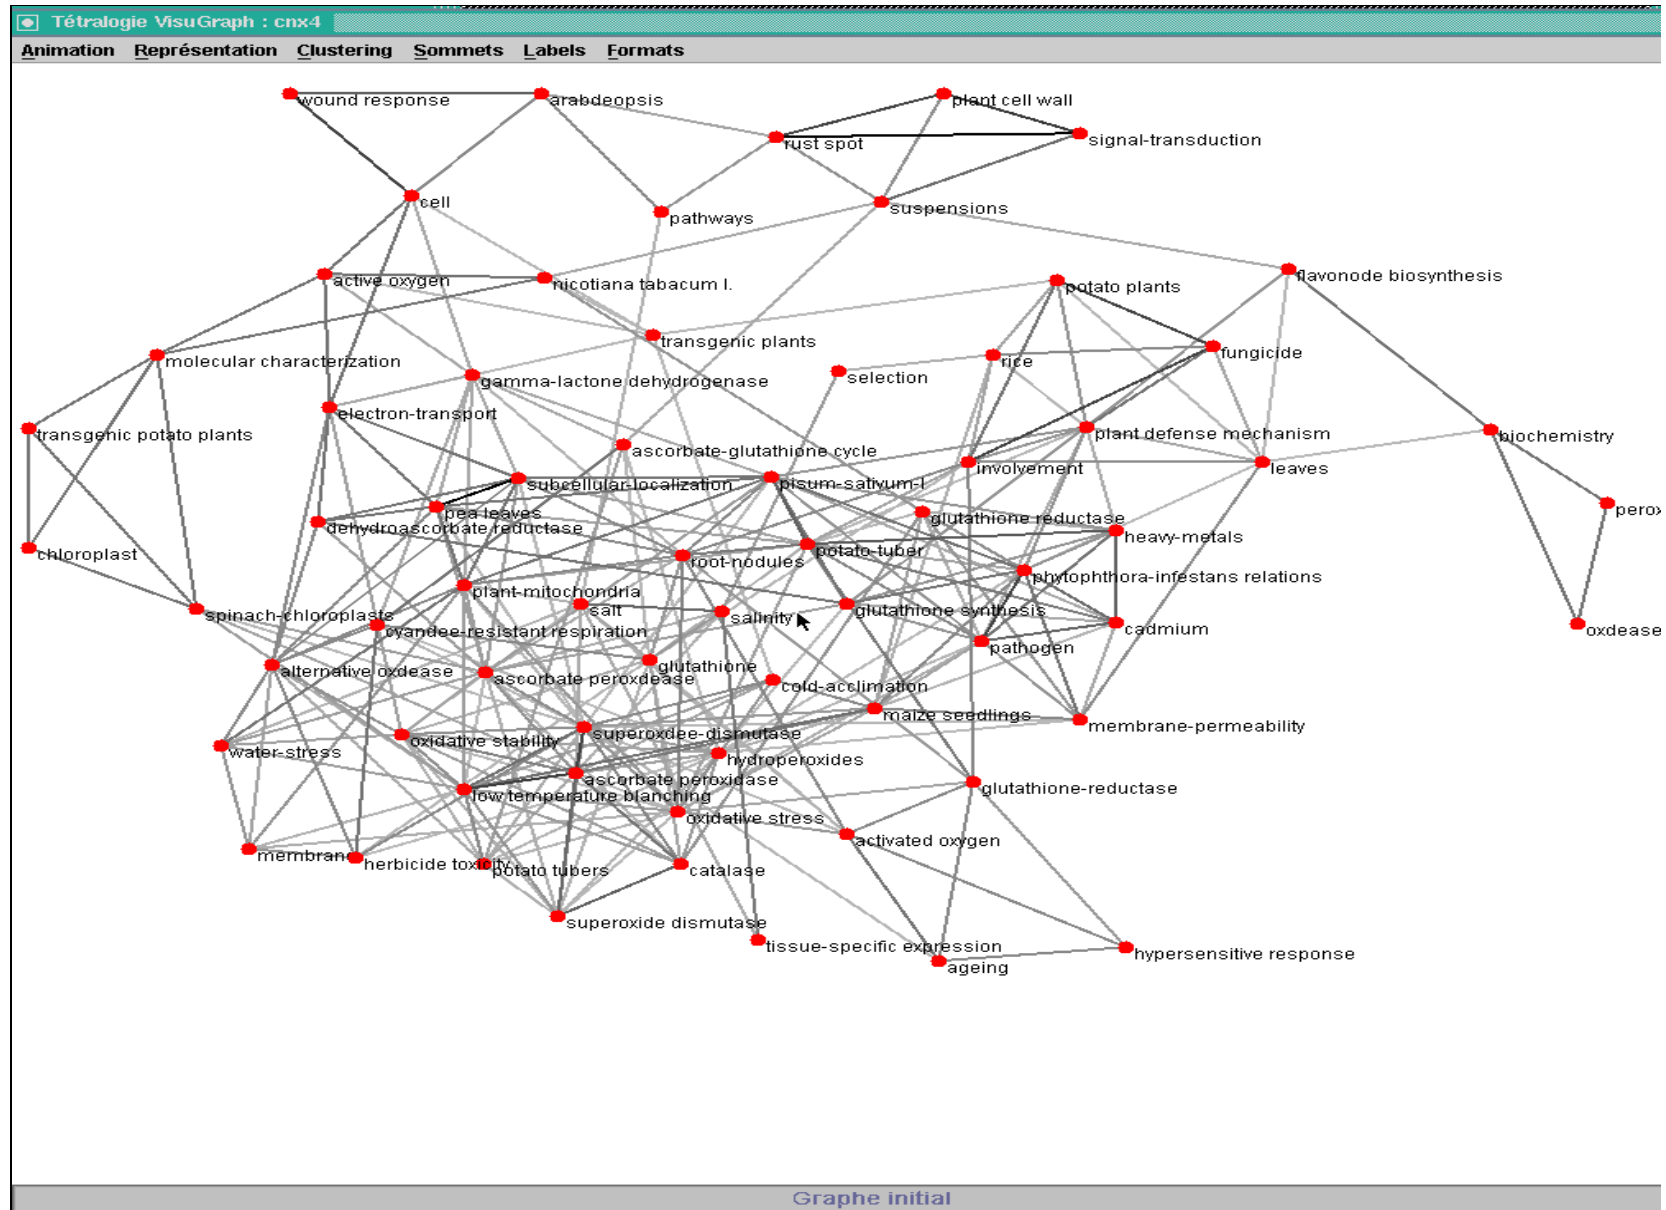 Tétralogie VisuGraph : cnx4
Animation Représentation Clustering Sommets Labels Formats
wound response
arabdeopsis
plant cell wall
rust spot
signal-transduction
cell
pathways
suspensions
active oxygen
nicotiana tabacum l.
flavonode biosynthesis
potato plants
transgenic plants
molecular characterization
rice
fungicide
gamma-lactone dehydrogenase
selection
electron-transport
transgenic potato plants
plant defense mechanism
biochemistry
ascorbate-glutathione cycle
involvement
leaves
subcellular-localization
pisum-sativum-l
pea leaves
perox
glutathione reductase
dehydroascorbate reductase
heavy-metals
chloroplast
potato-tuber
root-nodules
phytophthora-infestans relations
plant-mitochondria
salt
spinach-chloroplasts
salinity
glutathione synthesis
cyandee-resistant respiration
cadmium
oxdease
pathogen
alternative oxdease
glutathione
ascorbate peroxdease
cold-acclimation
maize seedlings
membrane-permeability
superoxdee-dismutase
oxidative stability
water-stress
hydroperoxides
ascorbate peroxidase
glutathione-reductase
low temperature blanching
oxidative stress
activated oxygen
membrane
herbicide toxicity
potato tubers
catalase
superoxide dismutase
tissue-specific expression
hypersensitive response
ageing
Graphe initial